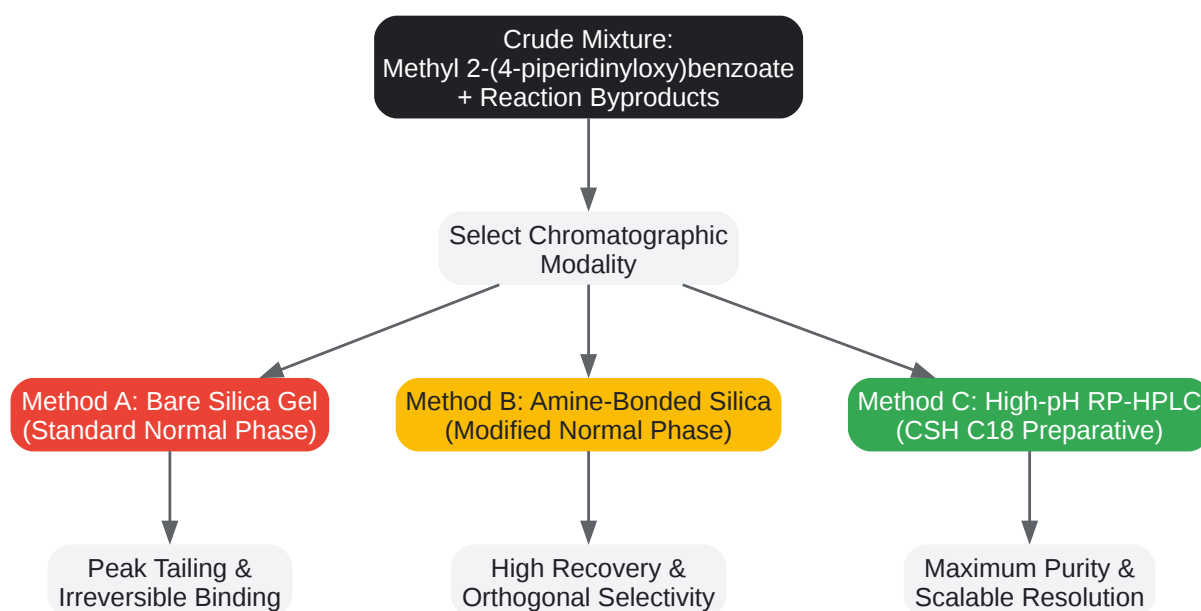 Crude Mixture:
Methyl 2-(4-piperidinyloxy)benzoate
+ Reaction Byproducts
Select Chromatographic
Modality
Method A: Bare Silica Gel
(Standard Normal Phase)
Method B: Amine-Bonded Silica
(Modified Normal Phase)
Method C: High-pH RP-HPLC
(CSH C18 Preparative)
Peak Tailing &
Irreversible Binding
High Recovery &
Orthogonal Selectivity
Maximum Purity &
Scalable Resolution